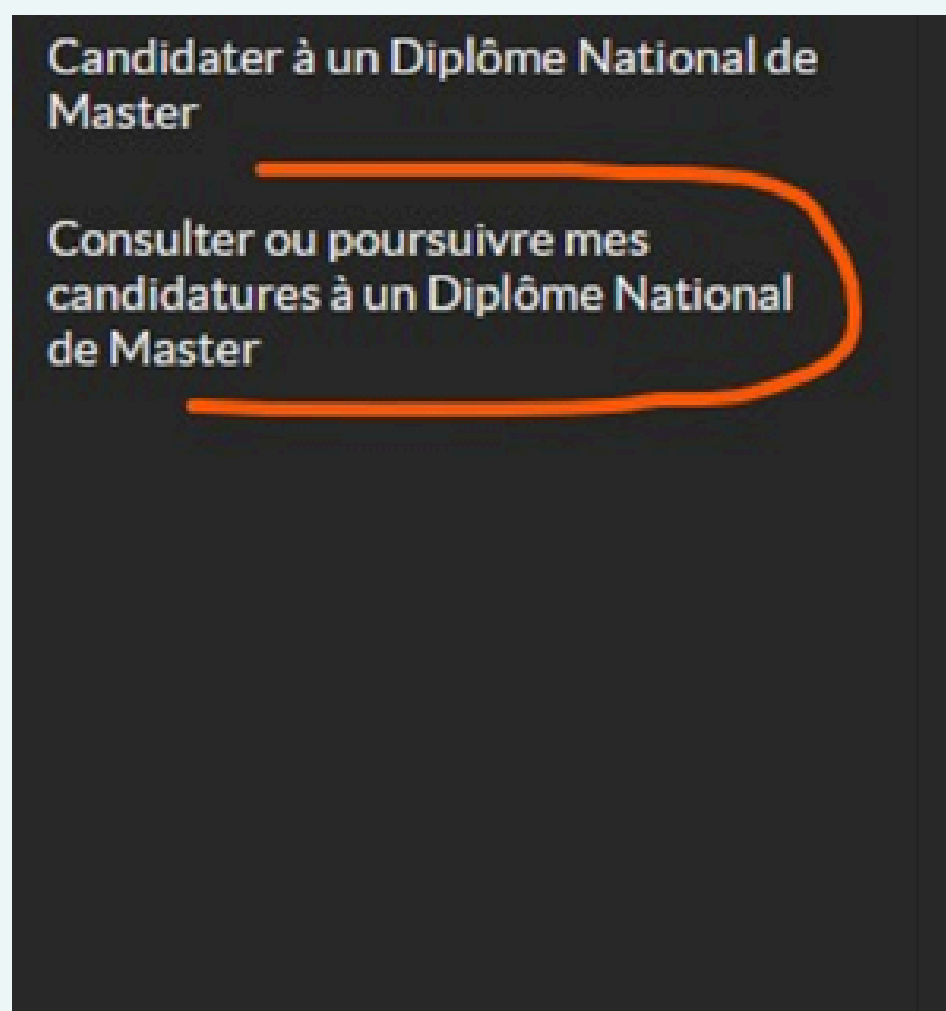 Candidater à un Diplôme National de
Master
Consulter ou poursuivre mes
candidatures à un Diplôme National
de Master